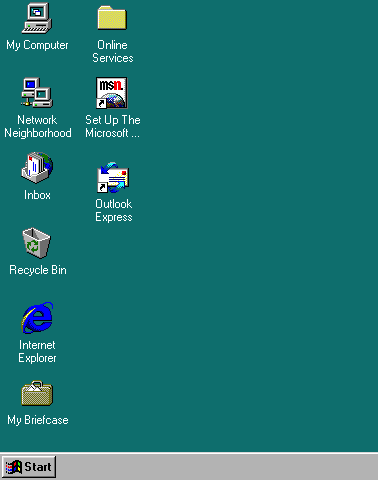 My Computer
Network
Neighborhood
Inbox
Recycle Bin
Internet
Explorer
My Briefcase
Online
Services
msn.
Set Up The
Microsoft ...
Outlook
Express
Start